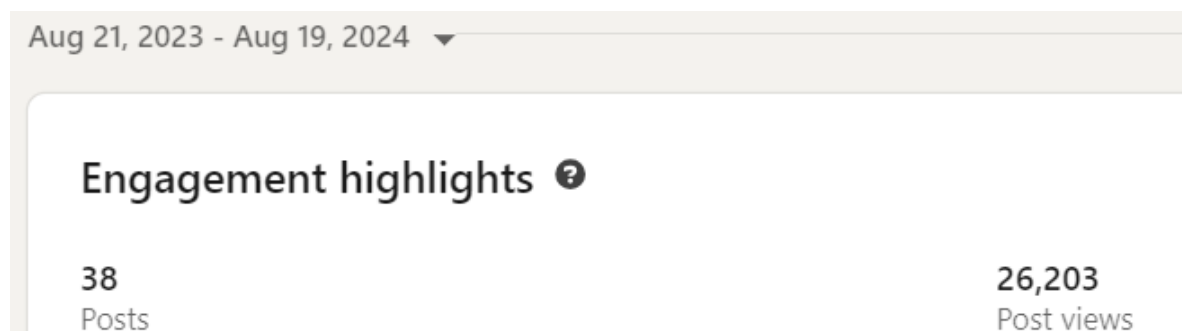 Aug 21, 2023 - Aug 19, 2024
Engagement highlights ?
38
Posts
26,203
Post views